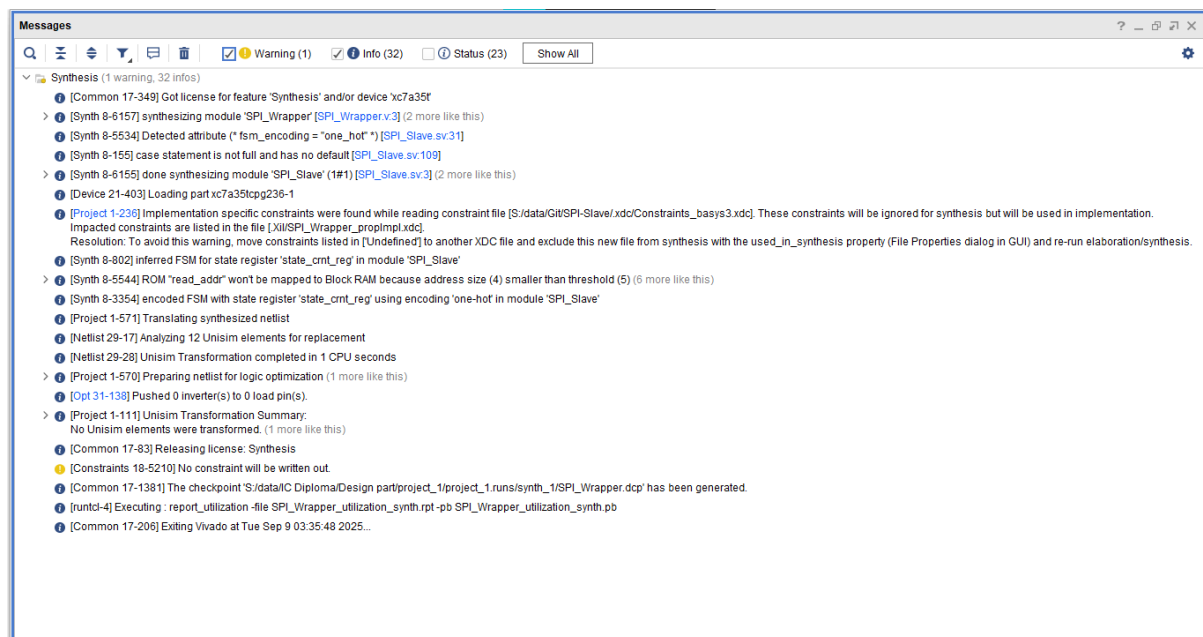 Messages
Warning (1) Info (32) Status (23) Show All
Synthesis (1 warning, 32 infos)
[Common 17-349] Got license for feature 'Synthesis' and/or device 'xc7a35t'
[Synth 8-6157] synthesizing module 'SPI_Wrapper' [SPI_Wrapper.v:3] (2 more like this)
[Synth 8-5534] Detected attribute (* fsm_encoding = "one_hot" *) [SPI_Slave.sv:31]
[Synth 8-155] case statement is not full and has no default [SPI_Slave.sv:109]
[Synth 8-6155] done synthesizing module 'SPI_Slave' (1#1) [SPI_Slave.sv:3] (2 more like this)
[Device 21-403] Loading part xc7a35tcpg236-1
[Project 1-236] Implementation specific constraints were found while reading constraint file [S:/data/Git/SPI-Slave/.xdc/Constraints_basys3.xdc]. These constraints will be ignored for synthesis but will be used in implementation.
Impacted constraints are listed in the file [.Xil/SPI_Wrapper_propImpl.xdc].
Resolution: To avoid this warning, move constraints listed in ['Undefined'] to another XDC file and exclude this new file from synthesis with the used_in_synthesis property (File Properties dialog in GUI) and re-run elaboration/synthesis.
[Synth 8-802] inferred FSM for state register 'state_crnt_reg' in module 'SPI_Slave'
[Synth 8-5544] ROM "read_addr" won't be mapped to Block RAM because address size (4) smaller than threshold (5) (6 more like this)
[Synth 8-3354] encoded FSM with state register 'state_crnt_reg' using encoding 'one-hot' in module 'SPI_Slave'
[Project 1-571] Translating synthesized netlist
[Netlist 29-17] Analyzing 12 Unisim elements for replacement
[Netlist 29-28] Unisim Transformation completed in 1 CPU seconds
[Project 1-570] Preparing netlist for logic optimization (1 more like this)
[Opt 31-138] Pushed 0 inverter(s) to 0 load pin(s).
[Project 1-111] Unisim Transformation Summary:
No Unisim elements were transformed. (1 more like this)
[Common 17-83] Releasing license: Synthesis
[Constraints 18-5210] No constraint will be written out.
[Common 17-1381] The checkpoint 'S:/data/IC Diploma/Design part/project_1/project_1.runs/synth_1/SPI_Wrapper.dcp' has been generated.
[runtcl-4] Executing : report_utilization -file SPI_Wrapper_utilization_synth.rpt -pb SPI_Wrapper_utilization_synth.pb
[Common 17-206] Exiting Vivado at Tue Sep 9 03:35:48 2025...